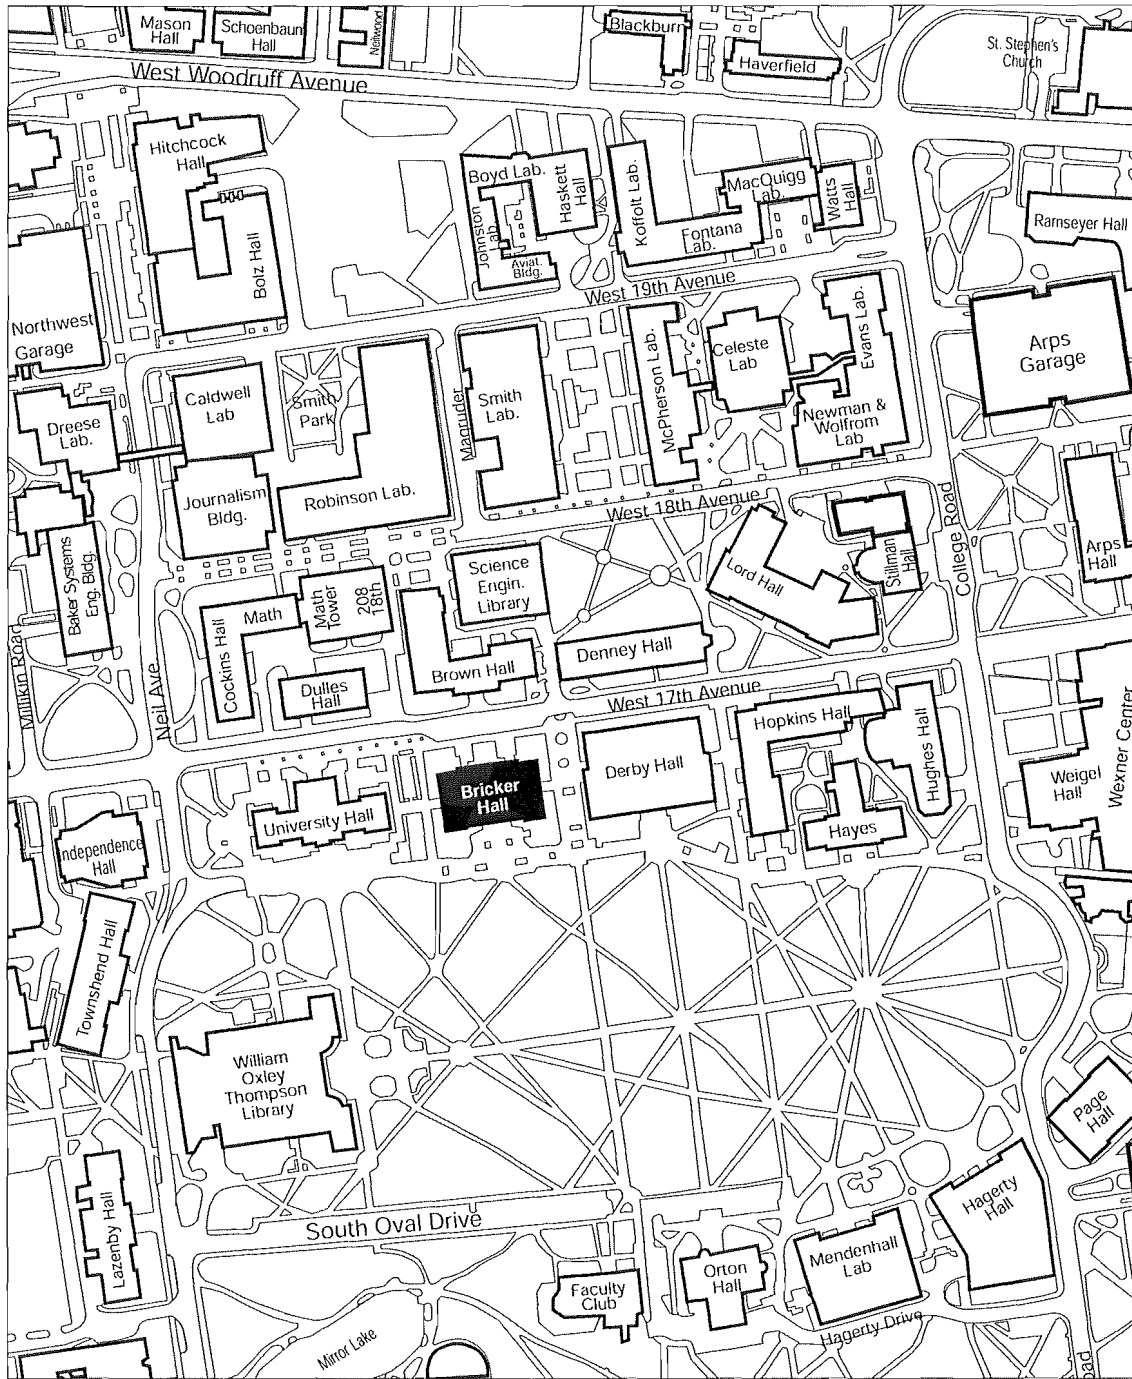 Mason
Hall
Schoenbaum
Hall
Neilwood
Blackburn
Haverfield
St. Stephen's
Church
West Woodruff Avenue
Hitchcock
Hall
Boyd Lab.
Haskett
Hall
Johnston
Lab.
Aviat.
Bldg.
Koffolt Lab.
MacQuigg
Lab.
Watts
Hall
Fontana
Lab.
Ramseyer Hall
Bolz Hall
West 19th Avenue
Northwest
Garage
Arps
Garage
Evans Lab.
Celeste
Lab
McPherson Lab.
Caldwell
Lab
Smith
Park
Magruder
Smith
Lab.
Newman &
Wolfrom
Lab
Dreese
Lab.
Journalism
Bldg.
Robinson Lab.
West 18th Avenue
College Road
Baker Systems
Eng. Bldg.
Science
Engin.
Library
Lord Hall
Stillman
Hall
Arps
Hall
Math
Math
Tower
208
18th
Cockins Hall
Dulles
Hall
Brown Hall
Denney Hall
Millikin Road
Neil Ave.
West 17th Avenue
Hopkins Hall
Hughes Hall
Wexner Center
Weigel
Hall
Derby Hall
Bricker
Hall
University Hall
Hayes
ndependence
Hall
Townshend Hall
William
Oxley
Thompson
Library
Page
Hall
Hagerty
Hall
Lazenby Hall
South Oval Drive
Mendenhall
Lab
Orton
Hall
Faculty
Club
Hagerty Drive
Mirror Lake
oad